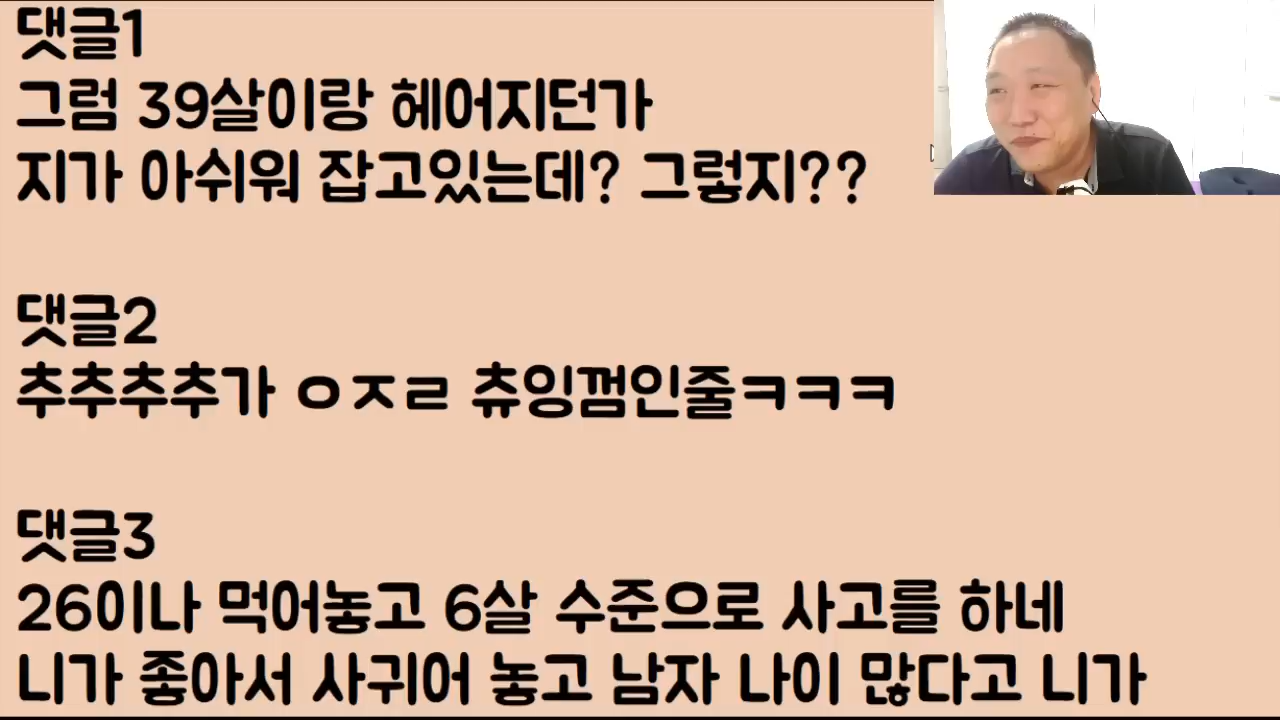 댓글1
그럼 39살이랑 헤어지던가
지가 아쉬워 잡고있는데? 그렇지??
댓글2
추추추추가 ㅇㅈㄹ 츄잉껌인줄ㅋㅋㅋ
댓글3
26이나 먹어놓고 6살 수준으로 사고를 하네
니가 좋아서 사귀어 놓고 남자 나이 많다고 니가